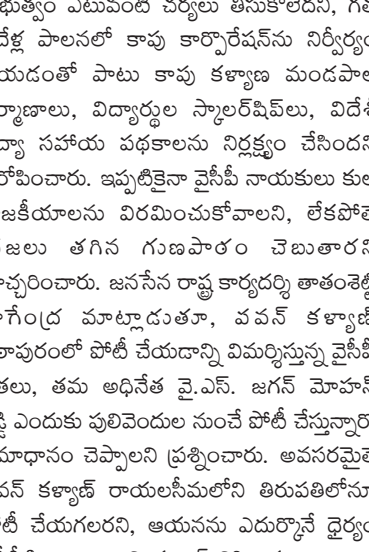 భుత్వం ఎటువంటి చర్యలు తీసుకోలేదని, గత
దేళ్ల పాలనలో కాపు కార్పొరేషన్‌ను నిర్వీర్యం
యడంతో పాటు కాపు కళ్యాణ మండపాల
ర్మాణాలు, విద్యార్థుల స్కాలర్‌షిప్‌లు, విదేశీ
ద్యా సహాయ పథకాలను నిర్లక్ష్యం చేసిందని
రోపించారు. ఇప్పటికైనా వైసీపీ నాయకులు కుల
జకీయాలను విరమించుకోవాలని, లేకపోతే
జలు తగిన గుణపాఠం చెబుతారని
చ్చరించారు. జనసేన రాష్ట్ర కార్యదర్శి తాతంశెట్టి
గేంద్ర మాట్లాడుతూ, పవన్ కళ్యాణ్
ఠాపురంలో పోటీ చేయడాన్ని విమర్శిస్తున్న వైసీపీ
తలు, తమ అధినేత వై.ఎస్. జగన్ మోహన్
డ్డి ఎందుకు పులివెందుల నుంచే పోటీ చేస్తున్నారో
మాధానం చెప్పాలని ప్రశ్నించారు. అవసరమైతే
వన్ కళ్యాణ్ రాయలసీమలోని తిరుపతిలోనూ
టీ చేయగలరని, ఆయనను ఎదుర్కొనే ధైర్యం